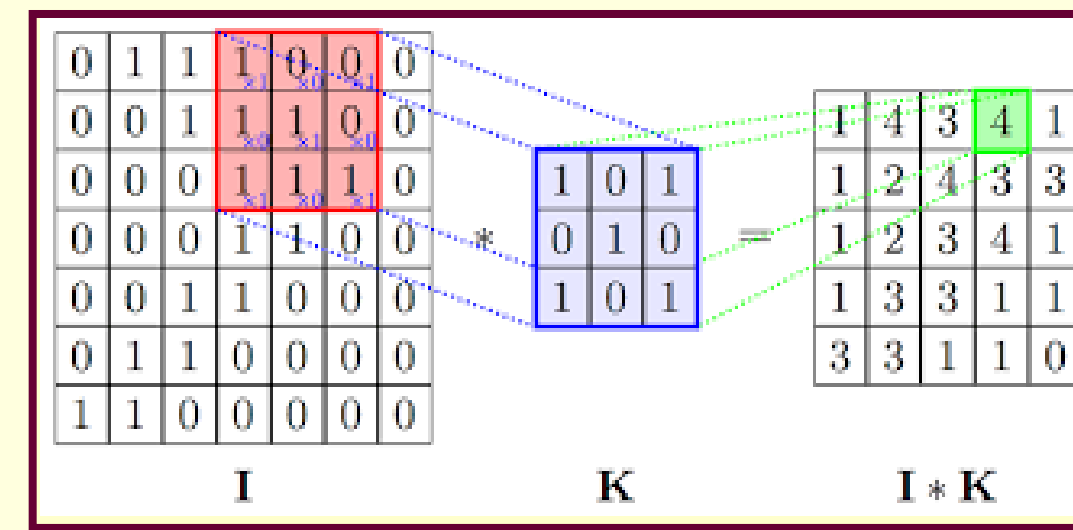 0 1 1 1×1 0×0 0×1 0
0 0 1 1×0 1×1 0×0 0
0 0 0 1×1 1×0 1×1 0
0 0 0 1 1 0 0
0 0 1 1 0 0 0
0 1 1 0 0 0 0
1 1 0 0 0 0 0
I
*
1 0 1
0 1 0
1 0 1
K
=
1 4 3 4 1
1 2 4 3 3
1 2 3 4 1
1 3 3 1 1
3 3 1 1 0
I * K